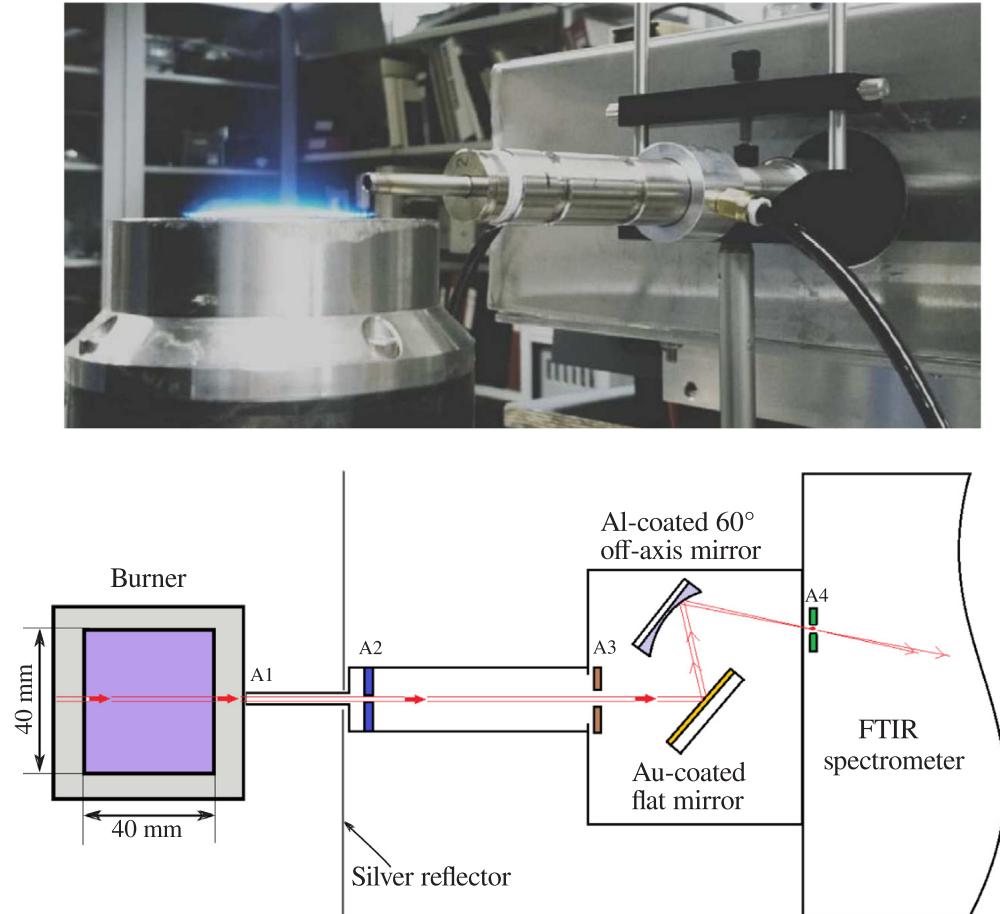 Al-coated 60°
off-axis mirror
Burner
A1
A2
A3
A4
40 mm
40 mm
FTIR
spectrometer
Au-coated
flat mirror
Silver reflector